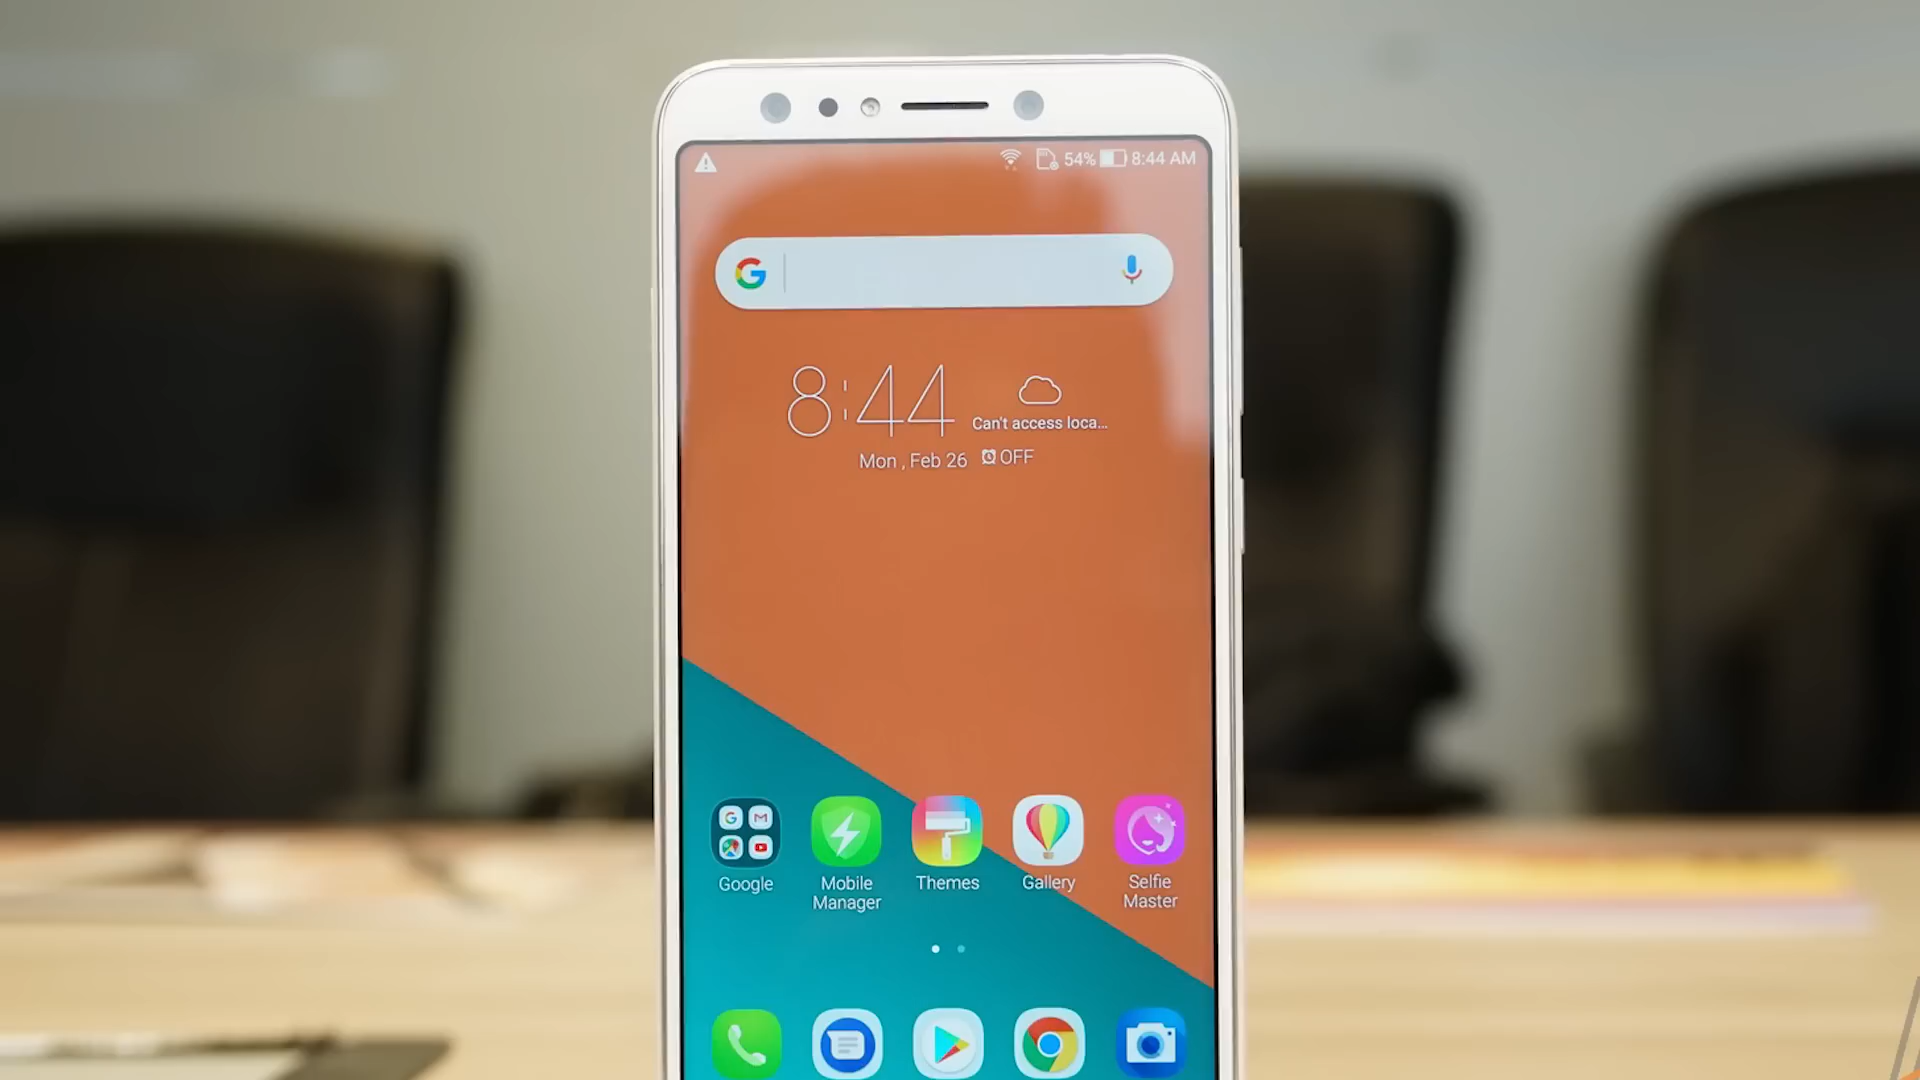 54% 8:44 AM
G
8:44
Can't access loca...
Mon , Feb 26 OFF
Google
Mobile Manager
Themes
Gallery
Selfie Master